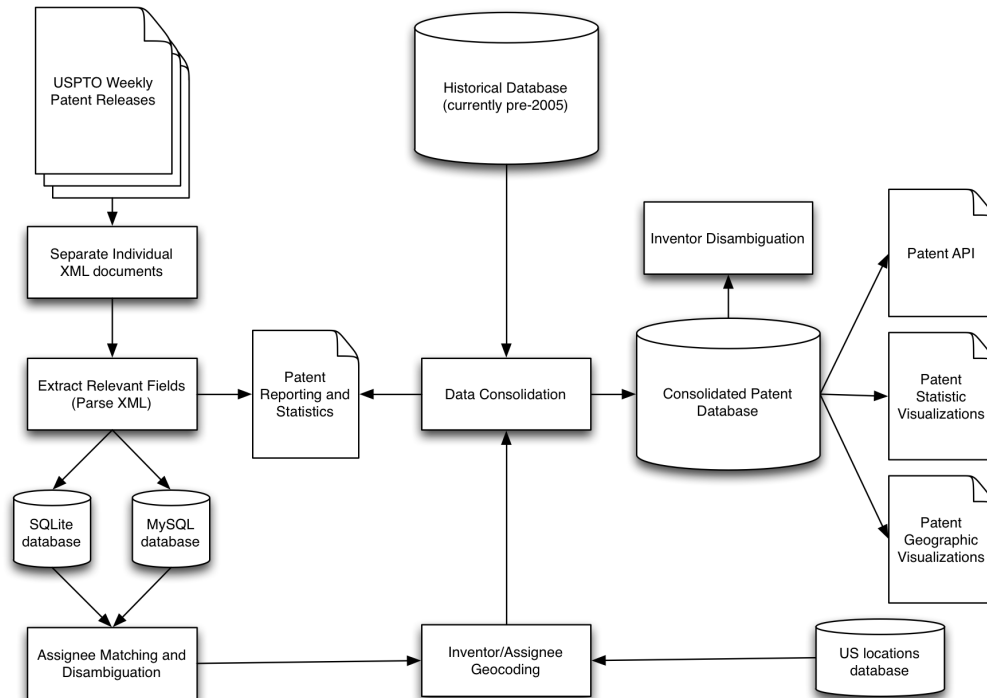 USPTO Weekly
Patent Releases
Historical Database
(currently pre-2005)
Separate Individual
XML documents
Inventor Disambiguation
Patent API
Extract Relevant Fields
(Parse XML)
Patent
Reporting and
Statistics
Data Consolidation
Consolidated Patent
Database
Patent
Statistic
Visualizations
SQLite
database
MySQL
database
Patent
Geographic
Visualizations
Assignee Matching and
Disambiguation
Inventor/Assignee
Geocoding
US locations
database